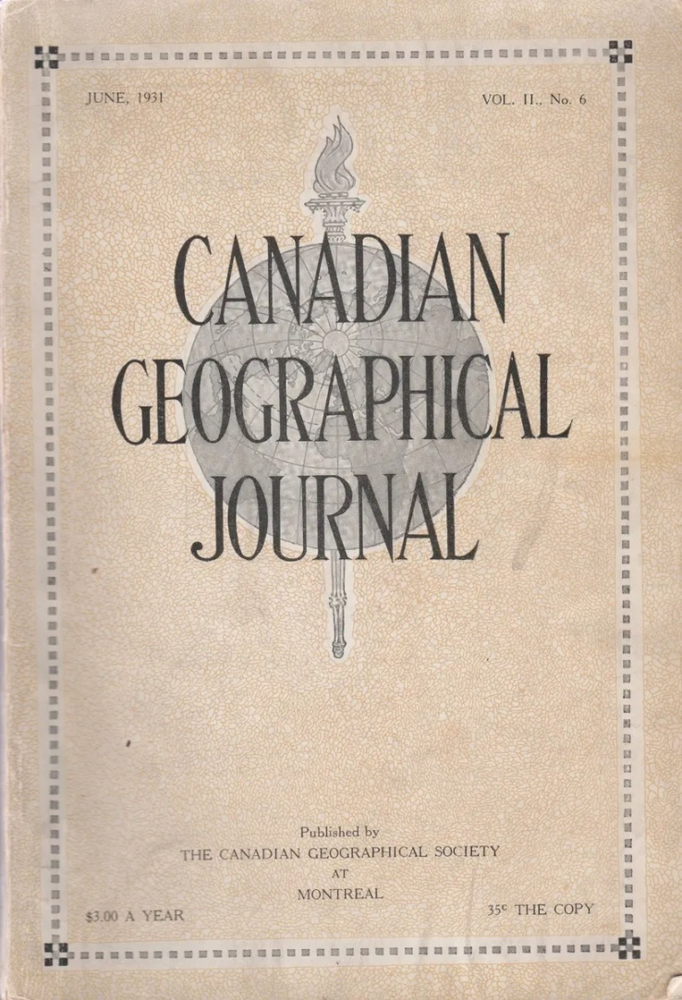 JUNE, 1931
VOL. II., No. 6
CANADIAN
GEOGRAPHICAL
JOURNAL
Published by
THE CANADIAN GEOGRAPHICAL SOCIETY
AT
MONTREAL
$3.00 A YEAR
35c THE COPY